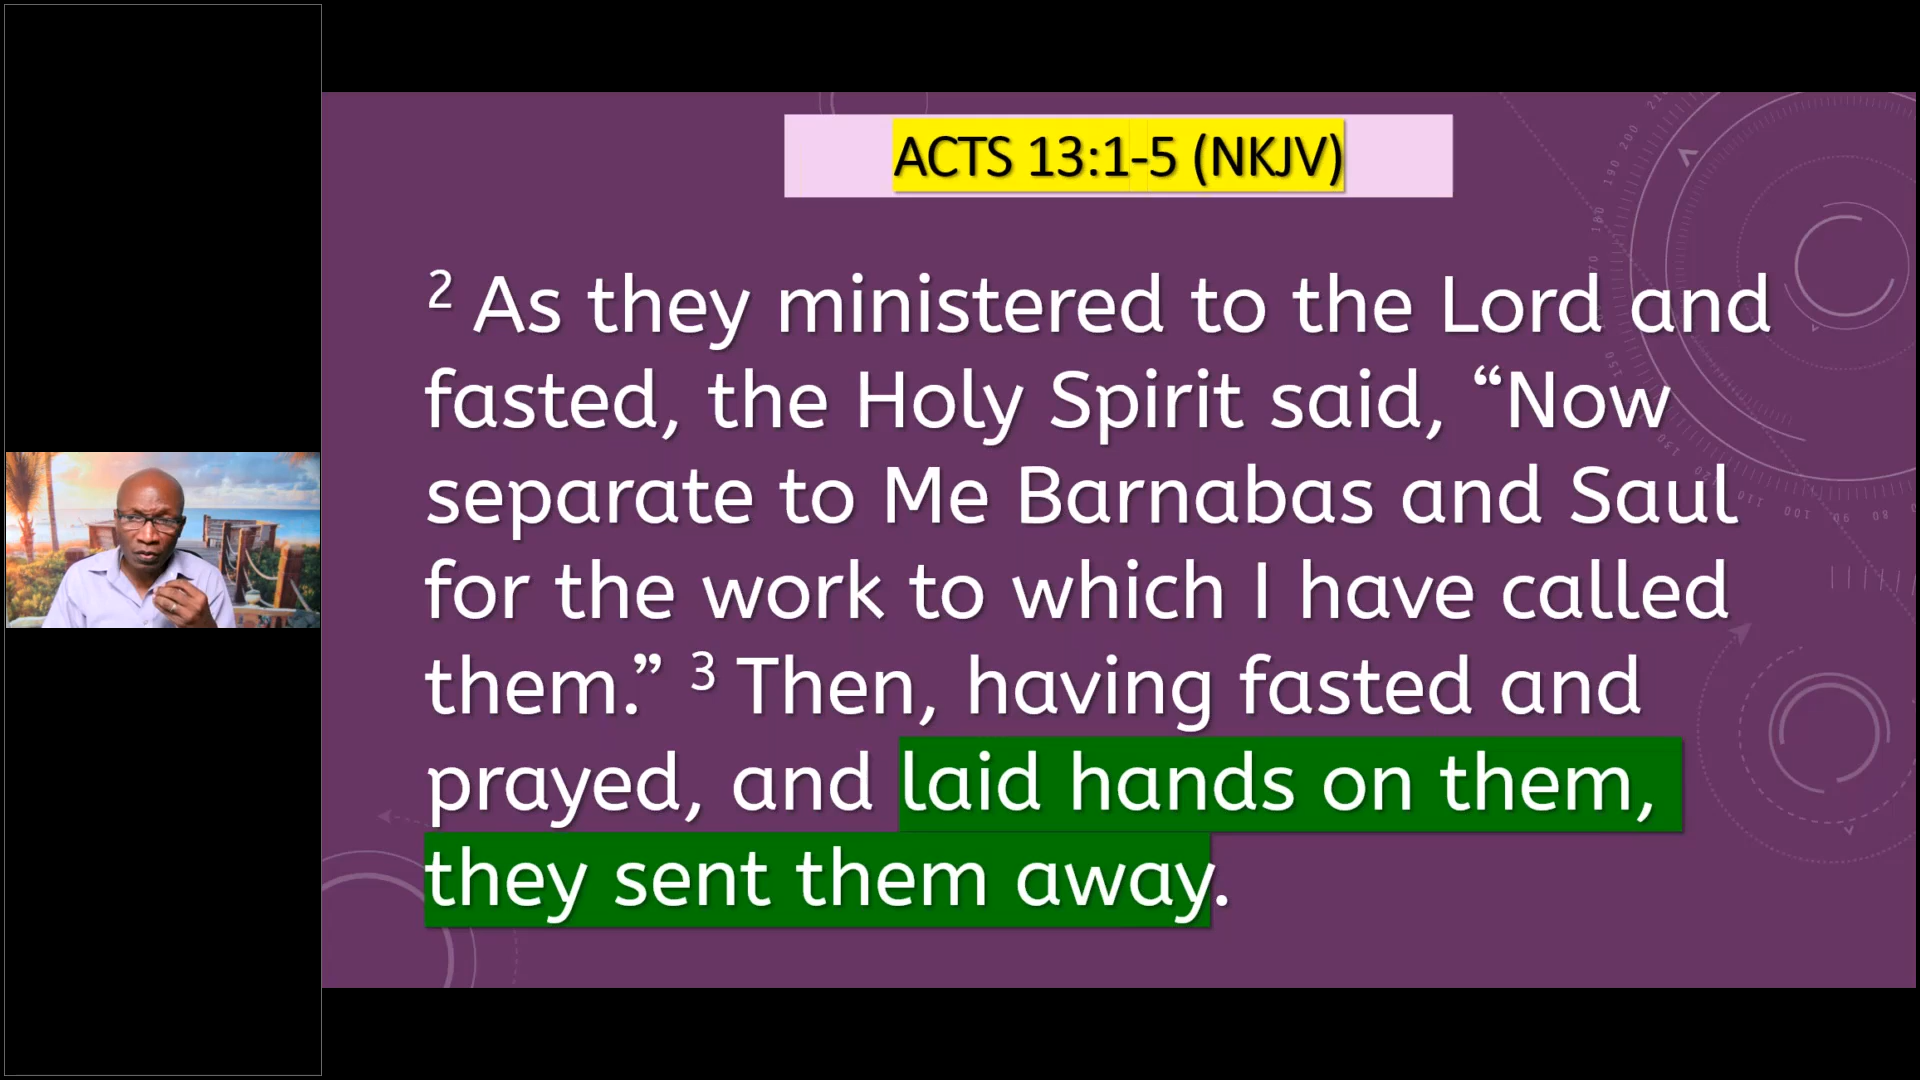 ACTS 13:1-5 (NKJV)
2 As they ministered to the Lord and
fasted, the Holy Spirit said, “Now
separate to Me Barnabas and Saul
for the work to which I have called
them.” 3 Then, having fasted and
prayed, and laid hands on them,
they sent them away.